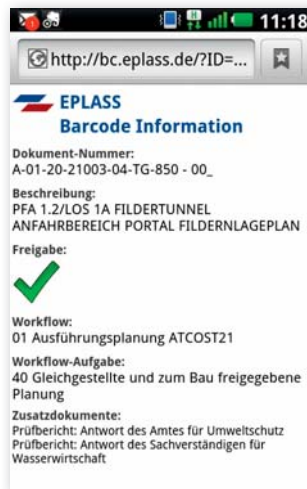 11:18
http://bc.eplass.de/?ID=...
EPLASS
Barcode Information
Dokument-Nummer:
A-01-20-21003-04-TG-850 - 00_
Beschreibung:
PFA 1.2/LOS 1A FILDERTUNNEL
ANFAHRBEREICH PORTAL FILDERNLAGEPLAN
Freigabe:
Workflow:
01 Ausführungsplanung ATCOST21
Workflow-Aufgabe:
40 Gleichgestellte und zum Bau freigegebene
Planung
Zusatzdokumente:
Prüfbericht: Antwort des Amtes für Umweltschutz
Prüfbericht: Antwort des Sachverständigen für
Wasserwirtschaft